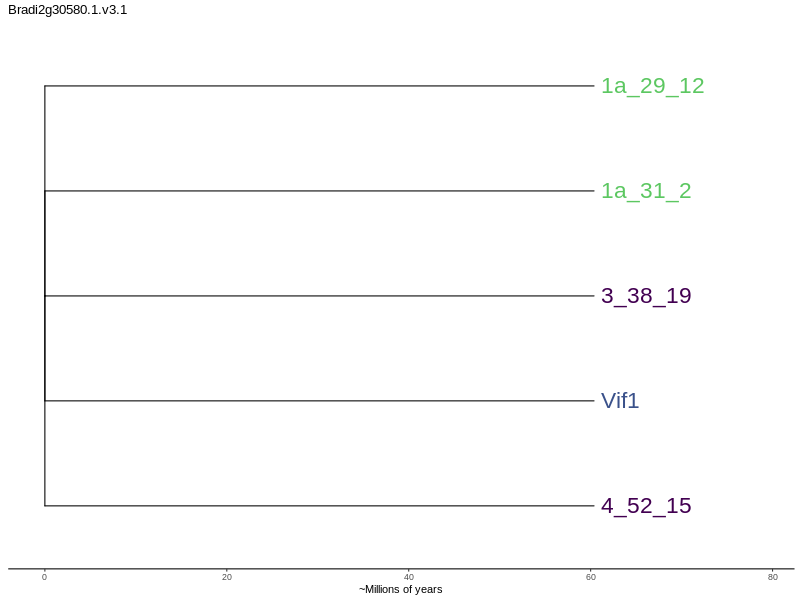 Bradi2g30580.1.v3.1
1a_29_12
1a_31_2
3_38_19
Vif1
4_52_15
0 20 40 60 80
~Millions of years